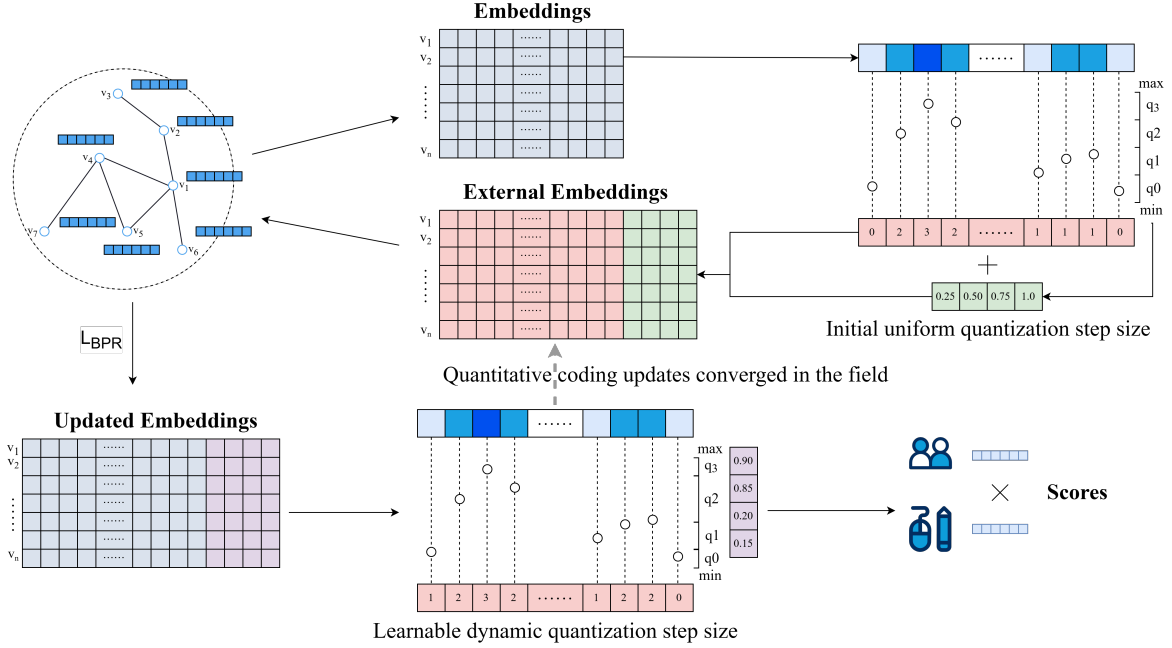 Embeddings
v1
v2
......
......
......
......
vn
......
max
q3
q2
q1
q0
min
0 2 3 2 ...... 1 1 1 0
+
0.25 0.50 0.75 1.0
Initial uniform quantization step size
v3
v2
v4
v1
v7
v5
v6
External Embeddings
v1
v2
......
......
......
......
vn
LBPR
Quantitative coding updates converged in the field
Updated Embeddings
v1
v2
......
......
......
......
vn
......
max
q3
q2
q1
q0
min
0.90
0.85
0.20
0.15
1 2 3 2 ...... 1 2 2 0
Learnable dynamic quantization step size
× Scores